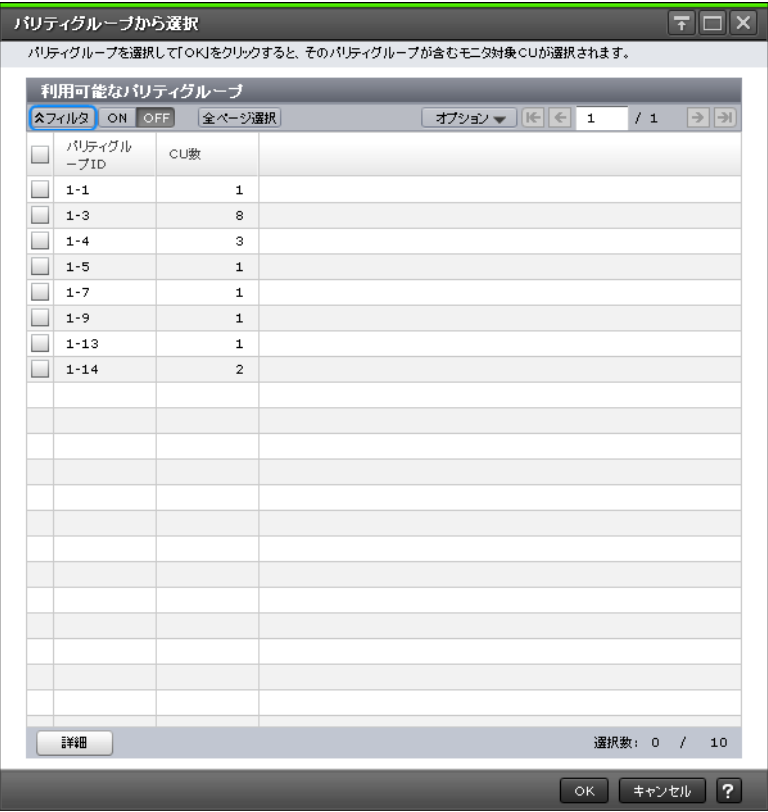 パリティグループから選択
パリティグループを選択して「OK」をクリックすると、そのパリティグループが含むモニタ対象CUが選択されます。
利用可能なパリティグループ
フィルタ ON OFF 全ページ選択 オプション 1 / 1
パリティグル
ープID
CU数
1-1 1
1-3 8
1-4 3
1-5 1
1-7 1
1-9 1
1-13 1
1-14 2
詳細 選択数: 0 / 10
OK キャンセル ?